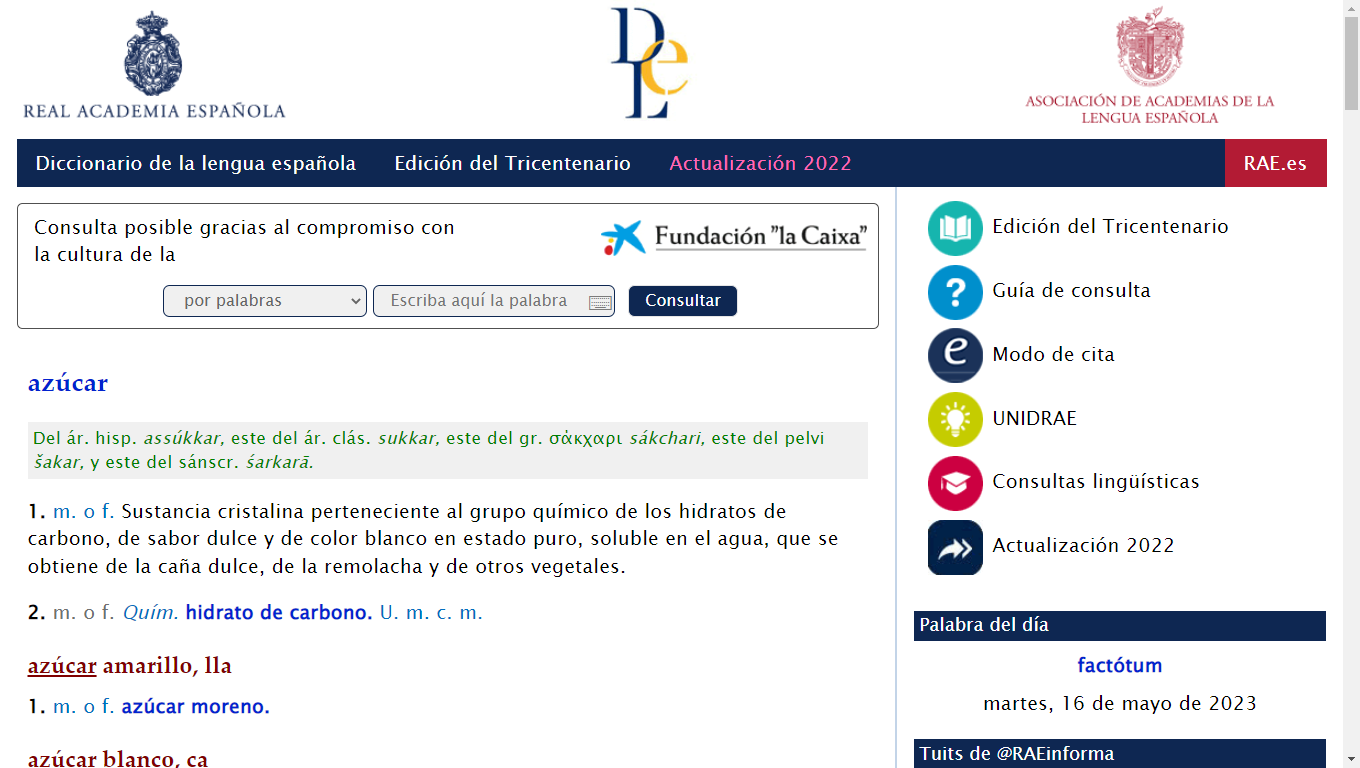 REAL ACADEMIA ESPAÑOLA
DLe
ASOCIACIÓN DE ACADEMIAS DE LA
LENGUA ESPAÑOLA
Diccionario de la lengua española Edición del Tricentenario Actualización 2022 RAE.es
Consulta posible gracias al compromiso con
la cultura de la
Fundación "la Caixa"
por palabras Escriba aquí la palabra Consultar
azúcar
Del ár. hisp. assúkkar, este del ár. clás. sukkar, este del gr. σάκχαρι sákchari, este del pelvi
šakar, y este del sánscr. śarkarā.
1. m. o f. Sustancia cristalina perteneciente al grupo químico de los hidratos de
carbono, de sabor dulce y de color blanco en estado puro, soluble en el agua, que se
obtiene de la caña dulce, de la remolacha y de otros vegetales.
2. m. o f. Quím. hidrato de carbono. U. m. c. m.
azúcar amarillo, lla
1. m. o f. azúcar moreno.
azúcar blanco, ca
Edición del Tricentenario
? Guía de consulta
e Modo de cita
UNIDRAE
Consultas lingüísticas
Actualización 2022
Palabra del día
factótum
martes, 16 de mayo de 2023
Tuits de @RAEinforma